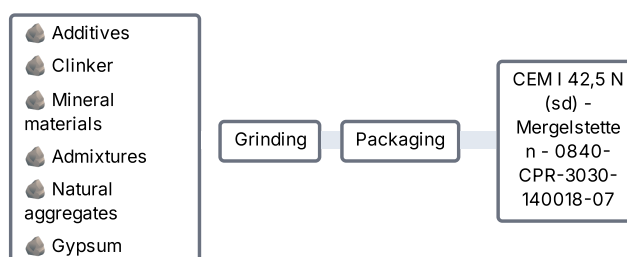 Additives
Clinker
Mineral
materials
Admixtures
Natural
aggregates
Gypsum
Grinding
Packaging
CEM I 42,5 N
(sd) -
Mergelstette
n - 0840-
CPR-3030-
140018-07